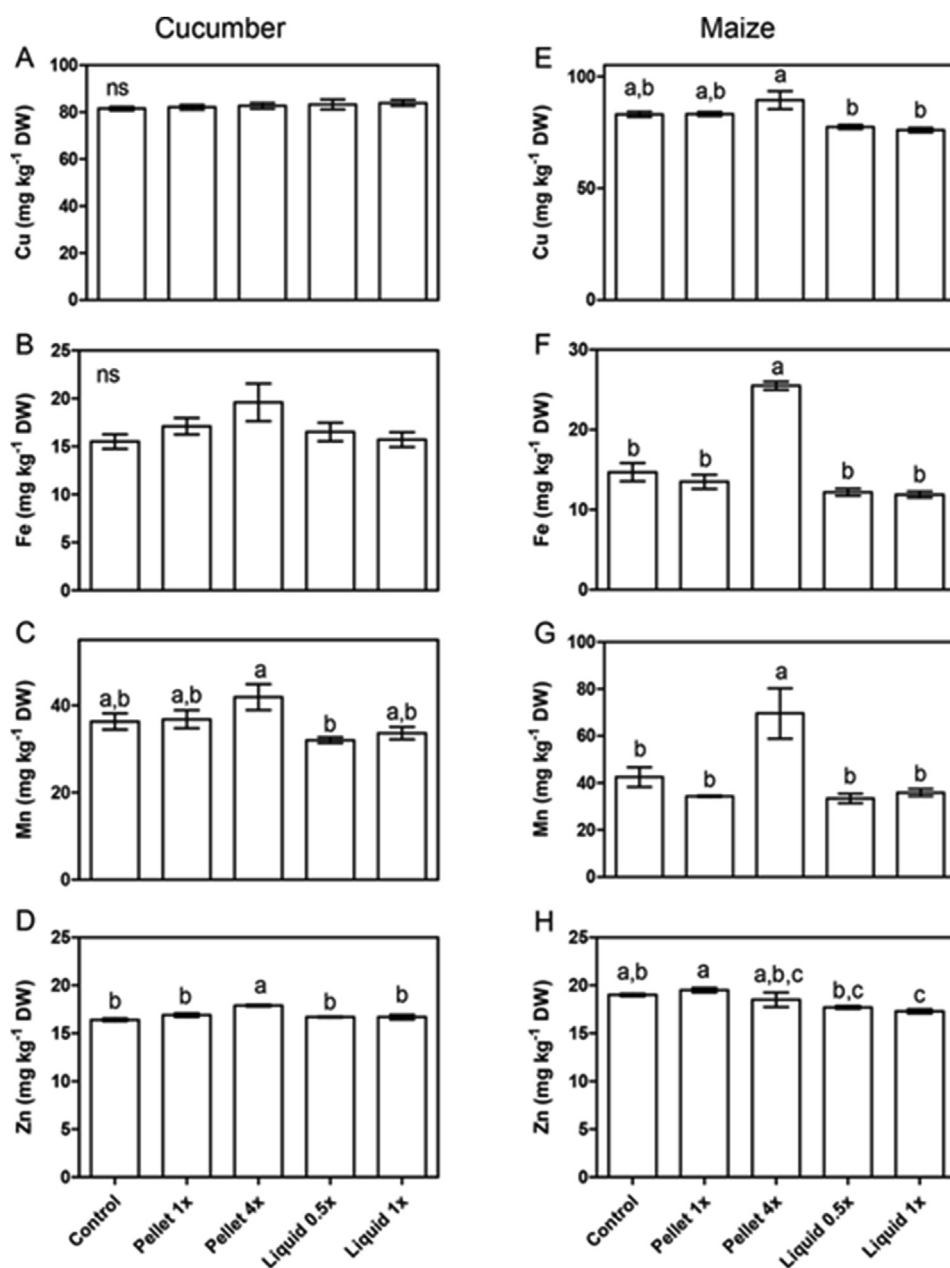 Cucumber
A
Cu (mg kg⁻¹ DW)
100
80
60
40
20
0
ns
B
Fe (mg kg⁻¹ DW)
25
20
15
10
5
0
ns
C
Mn (mg kg⁻¹ DW)
40
20
0
a,b
a,b
a
b
a,b
D
Zn (mg kg⁻¹ DW)
25
20
15
10
5
0
b
b
a
b
b
Control
Pellet 1x
Pellet 4x
Liquid 0.5x
Liquid 1x
Maize
E
Cu (mg kg⁻¹ DW)
100
50
0
a,b
a,b
a
b
b
F
Fe (mg kg⁻¹ DW)
30
20
10
0
b
b
a
b
b
G
Mn (mg kg⁻¹ DW)
100
80
60
40
20
0
b
b
a
b
b
H
Zn (mg kg⁻¹ DW)
25
20
15
10
5
0
a,b
a
a,b,c
b,c
c
Control
Pellet 1x
Pellet 4x
Liquid 0.5x
Liquid 1x